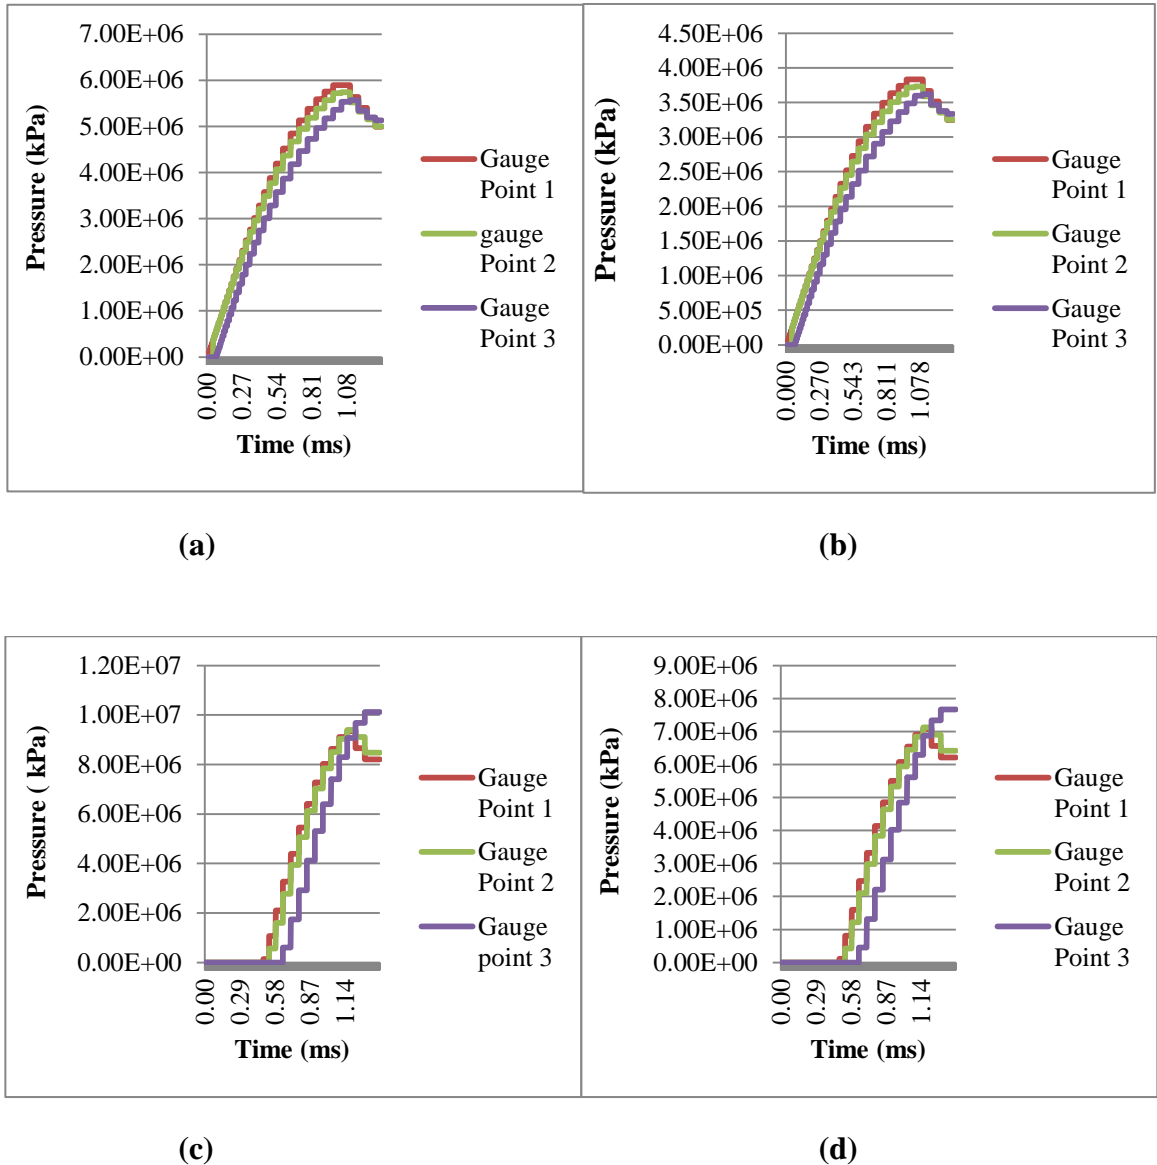 7.00E+06
6.00E+06
5.00E+06
4.00E+06
3.00E+06
2.00E+06
1.00E+06
0.00E+00
Pressure (kPa)
0.00
0.27
0.54
0.81
1.08
Time (ms)
Gauge
Point 1
gauge
Point 2
Gauge
Point 3
4.50E+06
4.00E+06
3.50E+06
3.00E+06
2.50E+06
2.00E+06
1.50E+06
1.00E+06
5.00E+05
0.00E+00
Pressure (kPa)
0.000
0.270
0.543
0.811
1.078
Time (ms)
Gauge
Point 1
Gauge
Point 2
Gauge
Point 3
(a)
(b)
1.20E+07
1.00E+07
8.00E+06
6.00E+06
4.00E+06
2.00E+06
0.00E+00
Pressure ( kPa)
0.00
0.29
0.58
0.87
1.14
Time (ms)
Gauge
Point 1
Gauge
Point 2
Gauge
point 3
9.00E+06
8.00E+06
7.00E+06
6.00E+06
5.00E+06
4.00E+06
3.00E+06
2.00E+06
1.00E+06
0.00E+00
Pressure (kPa)
0.00
0.29
0.58
0.87
1.14
Time (ms)
Gauge
Point 1
Gauge
Point 2
Gauge
Point 3
(c)
(d)